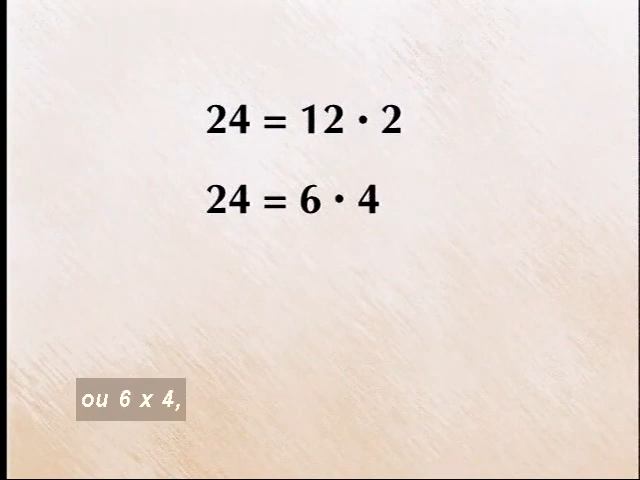 24 = 12 · 2
24 = 6 · 4
ou 6 x 4,